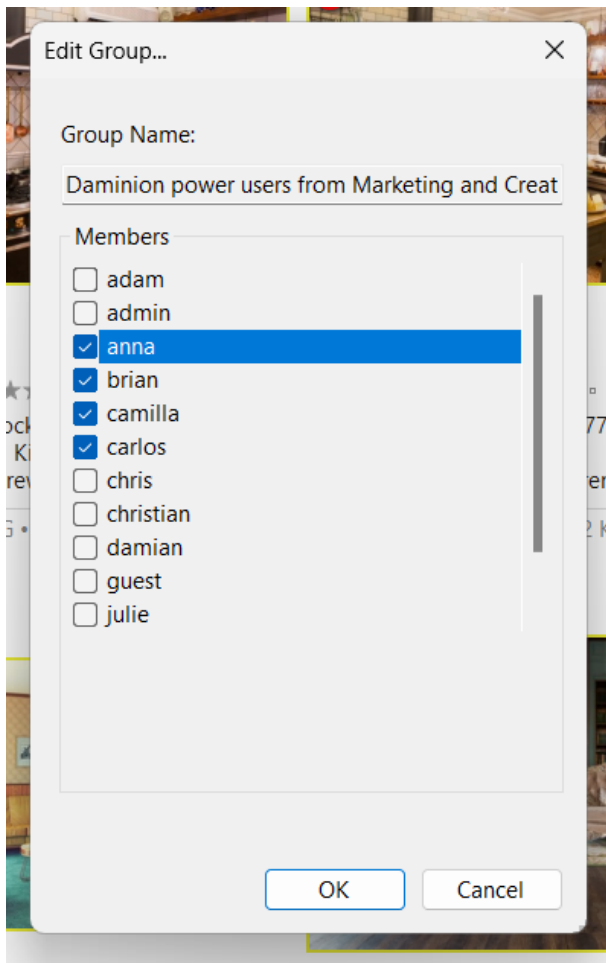 Edit Group...
Group Name:
Daminion power users from Marketing and Creat
Members
adam
admin
anna
brian
camilla
carlos
chris
christian
damian
guest
julie
OK
Cancel